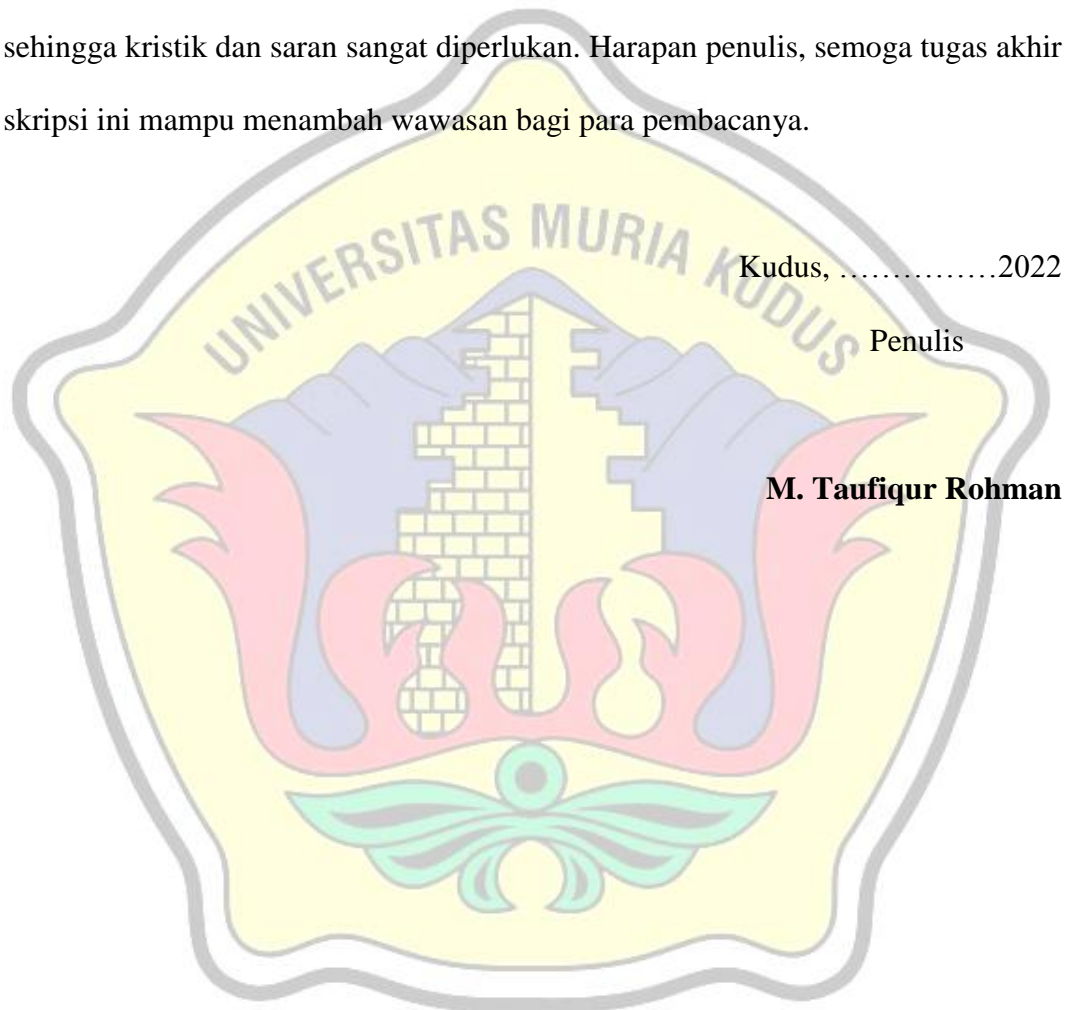 sehingga kristik dan saran sangat diperlukan. Harapan penulis, semoga tugas akhir
skripsi ini mampu menambah wawasan bagi para pembacanya.
UNIVERSITAS MURIA KUDUS
Kudus, ……………2022
Penulis
M. Taufiqur Rohman